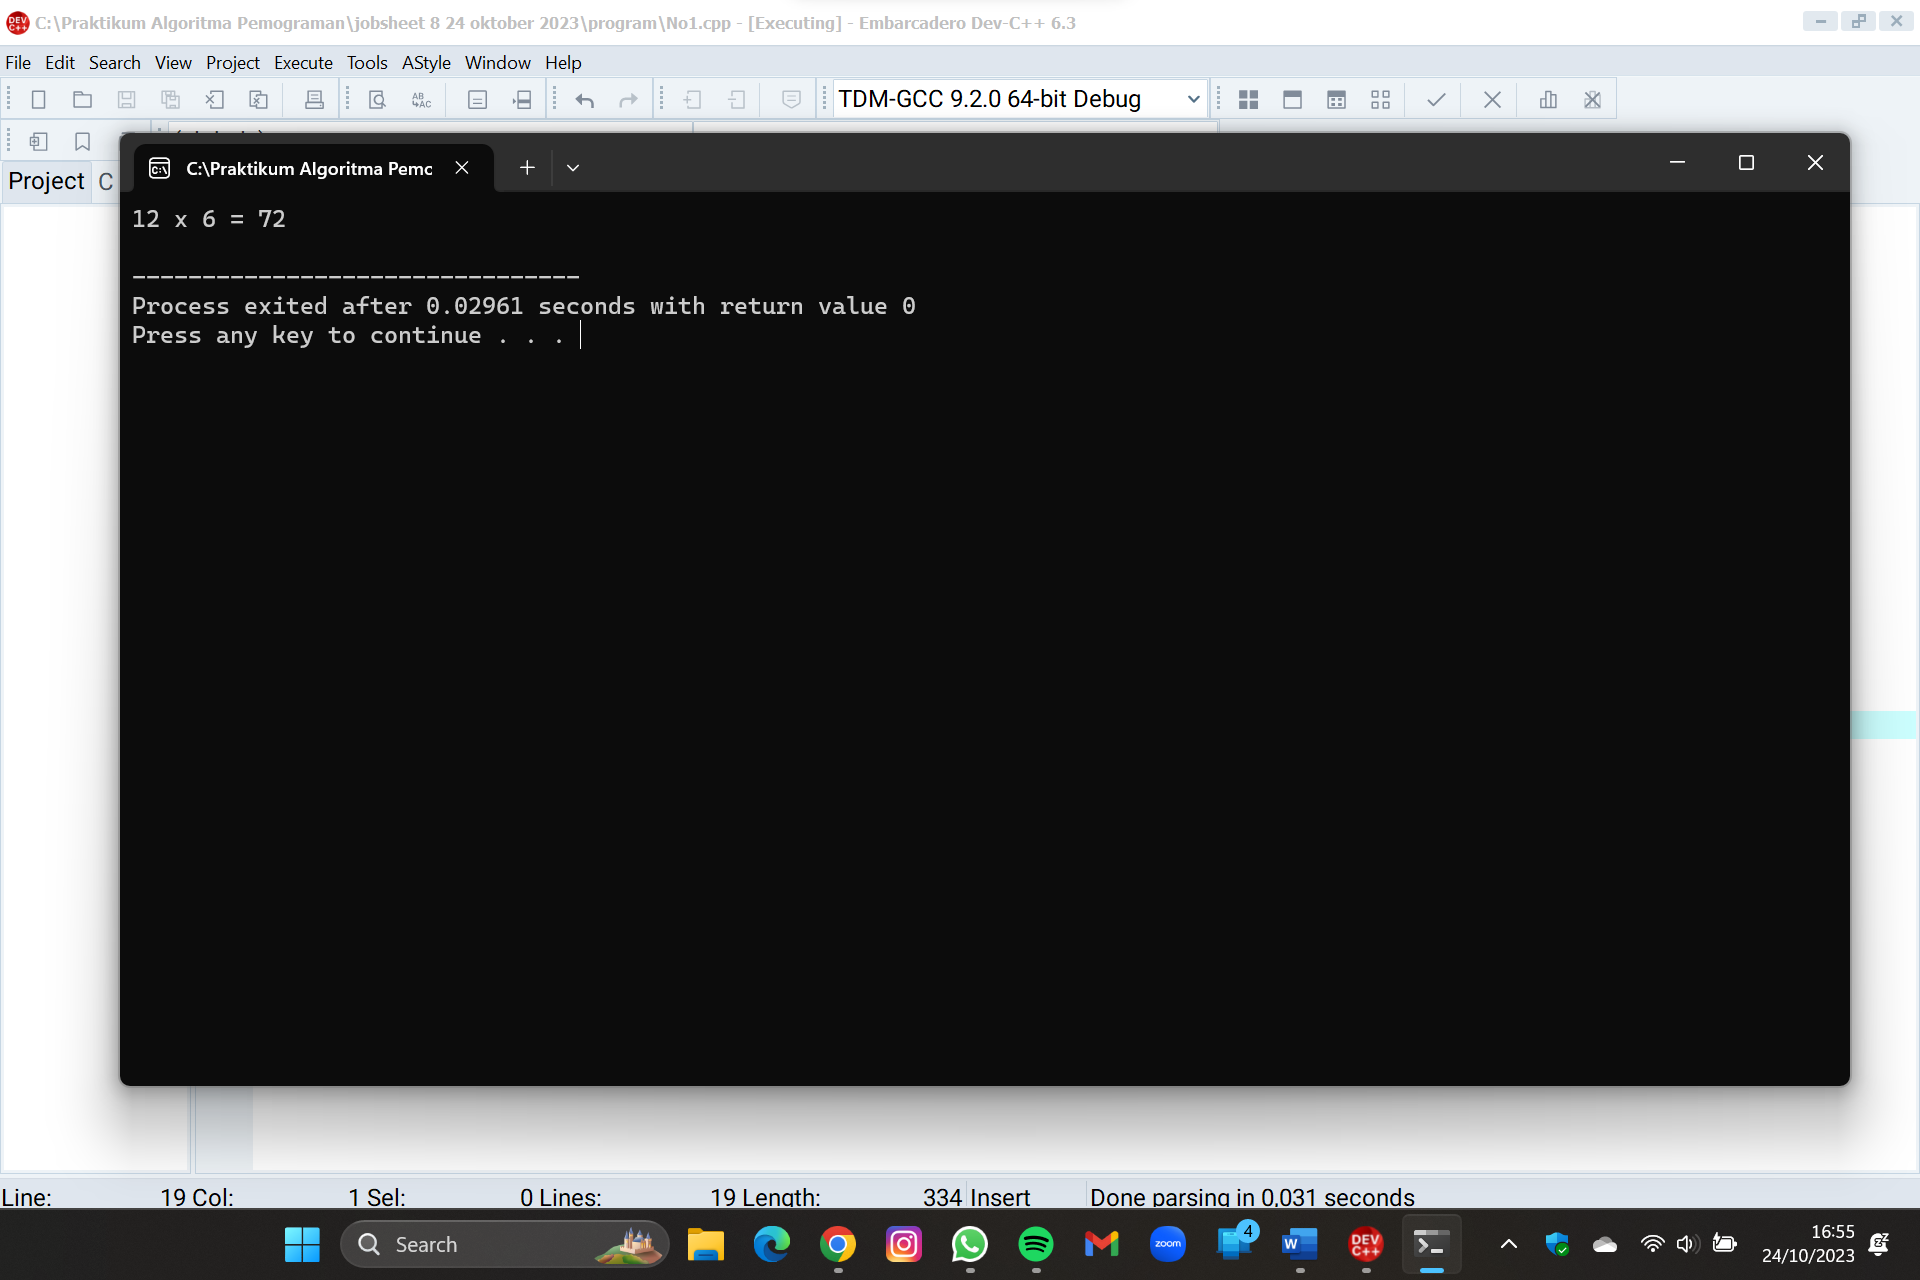 C:\Praktikum Algoritma Pemograman\jobsheet 8 24 oktober 2023\program\No1.cpp - [Executing] - Embarcadero Dev-C++ 6.3
File Edit Search View Project Execute Tools AStyle Window Help
TDM-GCC 9.2.0 64-bit Debug
Project C
C:\Praktikum Algoritma Pemc
12 x 6 = 72
--------------------------------
Process exited after 0.02961 seconds with return value 0
Press any key to continue . . .
Line: 19 Col: 1 Sel: 0 Lines: 19 Length: 334 Insert Done parsing in 0,031 seconds
Search
zoom
4
W
DEV C++
16:55
24/10/2023